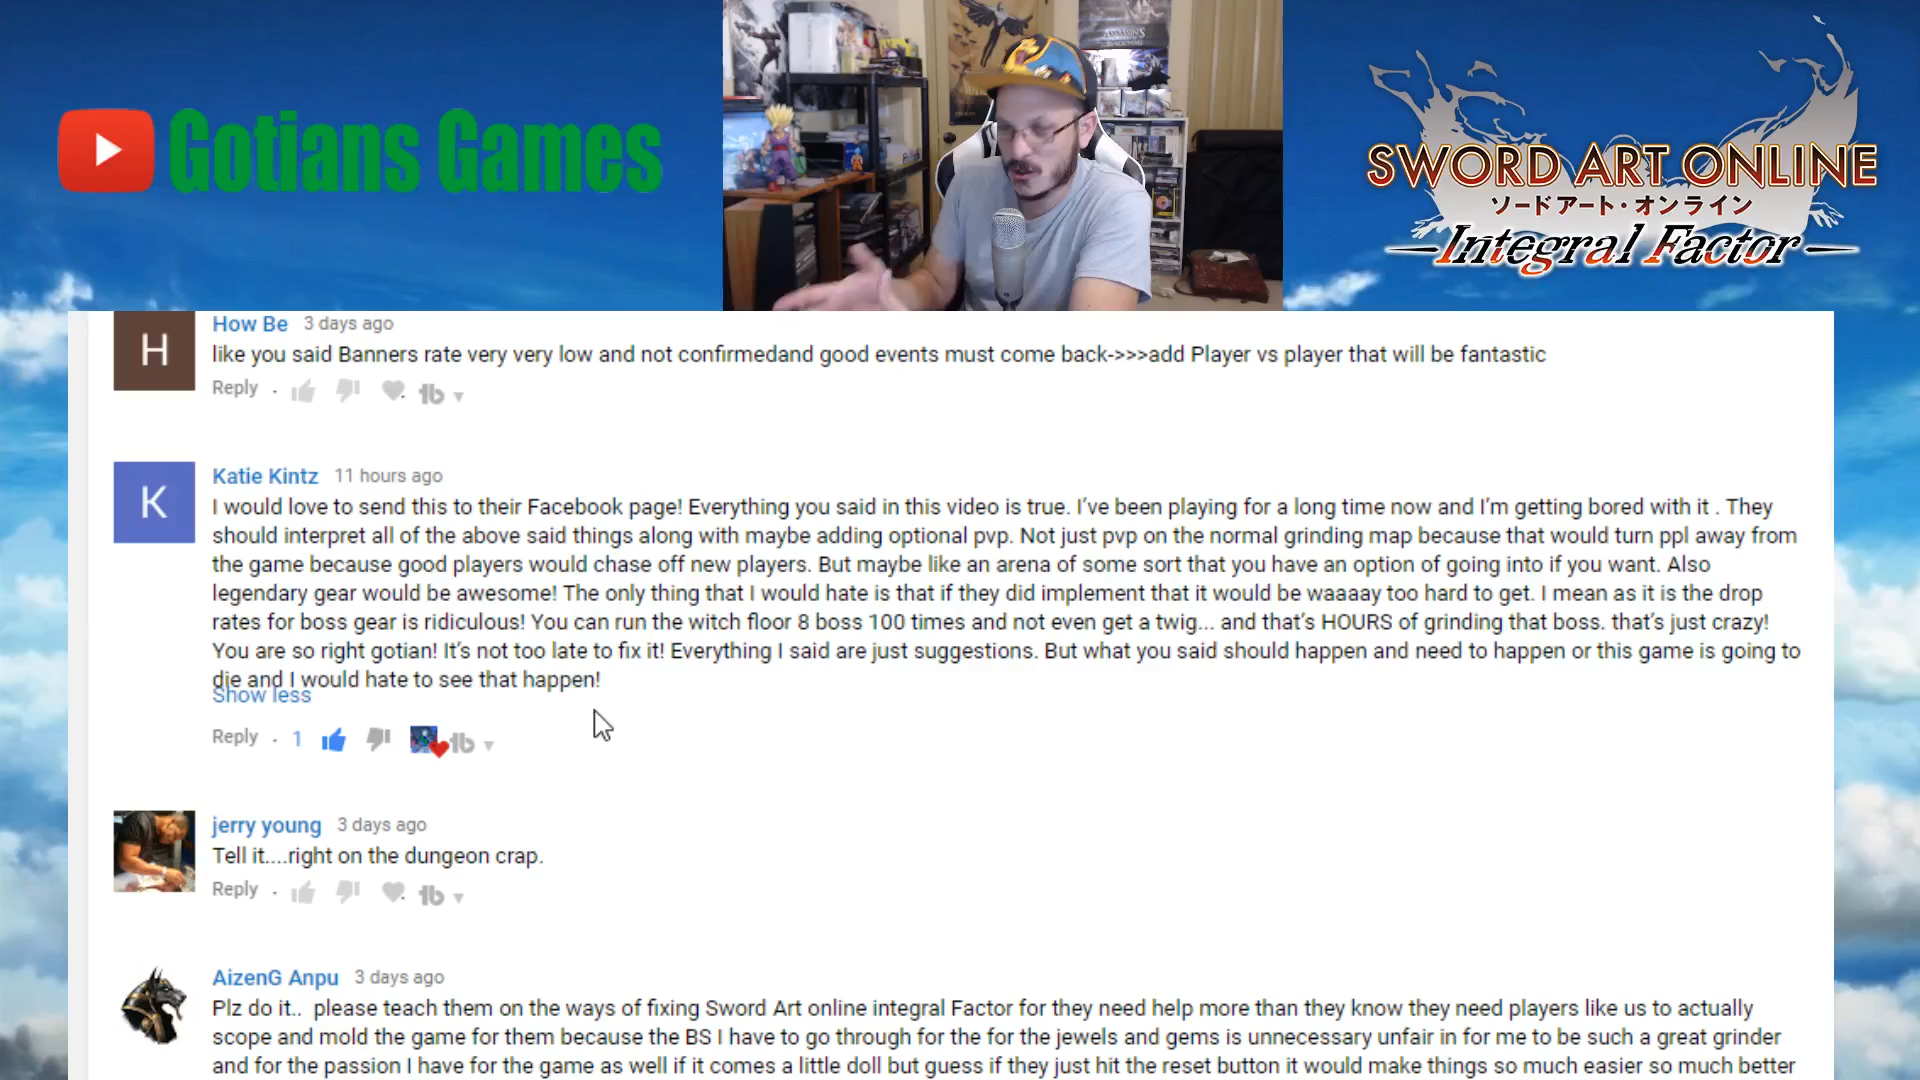 Gotians Games
ASSASSIN'S
SWORD ART ONLINE
ソードアート・オンライン
Integral Factor
H
How Be 3 days ago
like you said Banners rate very very low and not confirmedand good events must come back->>>add Player vs player that will be fantastic
Reply
K
Katie Kintz 11 hours ago
I would love to send this to their Facebook page! Everything you said in this video is true. I've been playing for a long time now and I'm getting bored with it . They
should interpret all of the above said things along with maybe adding optional pvp. Not just pvp on the normal grinding map because that would turn ppl away from
the game because good players would chase off new players. But maybe like an arena of some sort that you have an option of going into if you want. Also
legendary gear would be awesome! The only thing that I would hate is that if they did implement that it would be waaaay too hard to get. I mean as it is the drop
rates for boss gear is ridiculous! You can run the witch floor 8 boss 100 times and not even get a twig... and that's HOURS of grinding that boss. that's just crazy!
You are so right gotian! It's not too late to fix it! Everything I said are just suggestions. But what you said should happen and need to happen or this game is going to
die and I would hate to see that happen!
Show less
Reply · 1
jerry young 3 days ago
Tell it....right on the dungeon crap.
Reply
AizenG Anpu 3 days ago
Plz do it.. please teach them on the ways of fixing Sword Art online integral Factor for they need help more than they know they need players like us to actually
scope and mold the game for them because the BS I have to go through for the for the jewels and gems is unnecessary unfair in for me to be such a great grinder
and for the passion I have for the game as well if it comes a little doll but guess if they just hit the reset button it would make things so much easier so much better